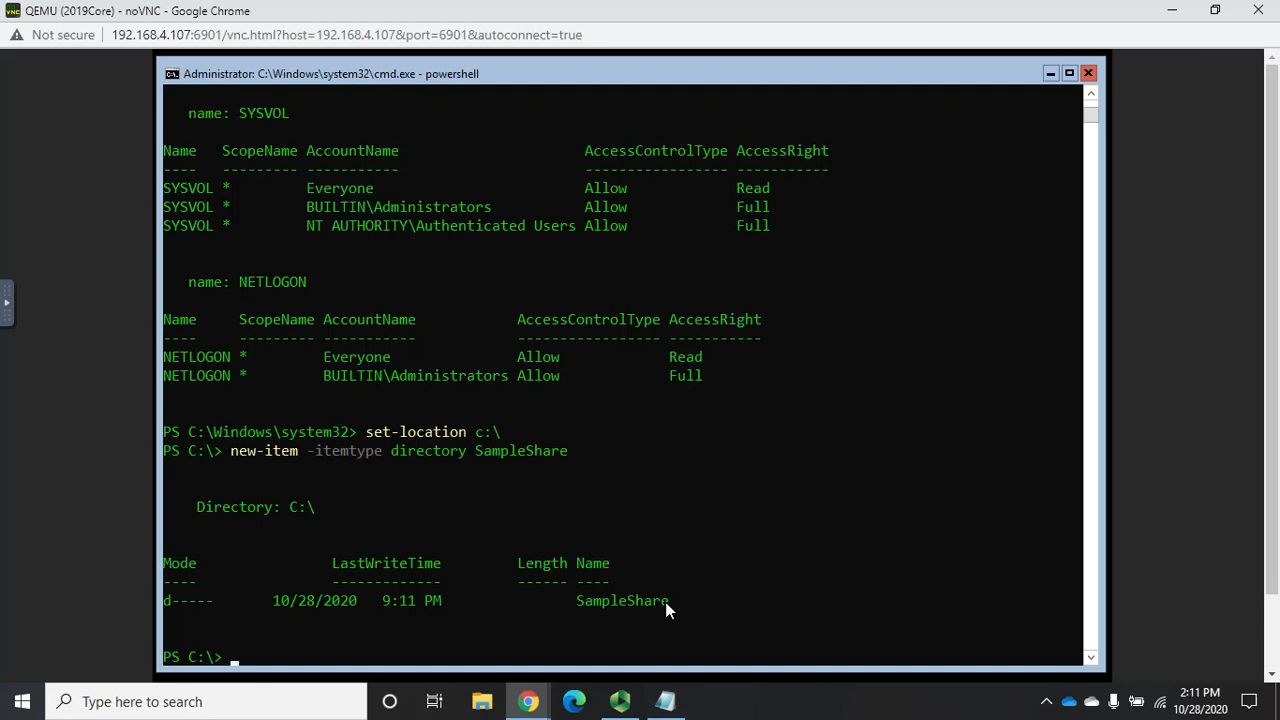 QEMU (2019Core) - noVNC - Google Chrome
Not secure 192.168.4.107:6901/vnc.html?host=192.168.4.107&port=6901&autoconnect=true
Administrator: C:\Windows\system32\cmd.exe - powershell
name: SYSVOL
Name ScopeName AccountName AccessControlType AccessRight
---- --------- ----------- ----------------- -----------
SYSVOL * Everyone Allow Read
SYSVOL * BUILTIN\Administrators Allow Full
SYSVOL * NT AUTHORITY\Authenticated Users Allow Full
name: NETLOGON
Name ScopeName AccountName AccessControlType AccessRight
---- --------- ----------- ----------------- -----------
NETLOGON * Everyone Allow Read
NETLOGON * BUILTIN\Administrators Allow Full
PS C:\Windows\system32> set-location c:\
PS C:\> new-item -itemtype directory SampleShare
Directory: C:\
Mode LastWriteTime Length Name
---- ------------- ------ ----
d----- 10/28/2020 9:11 PM SampleShare
PS C:\>
Type here to search
2:11 PM
10/28/2020